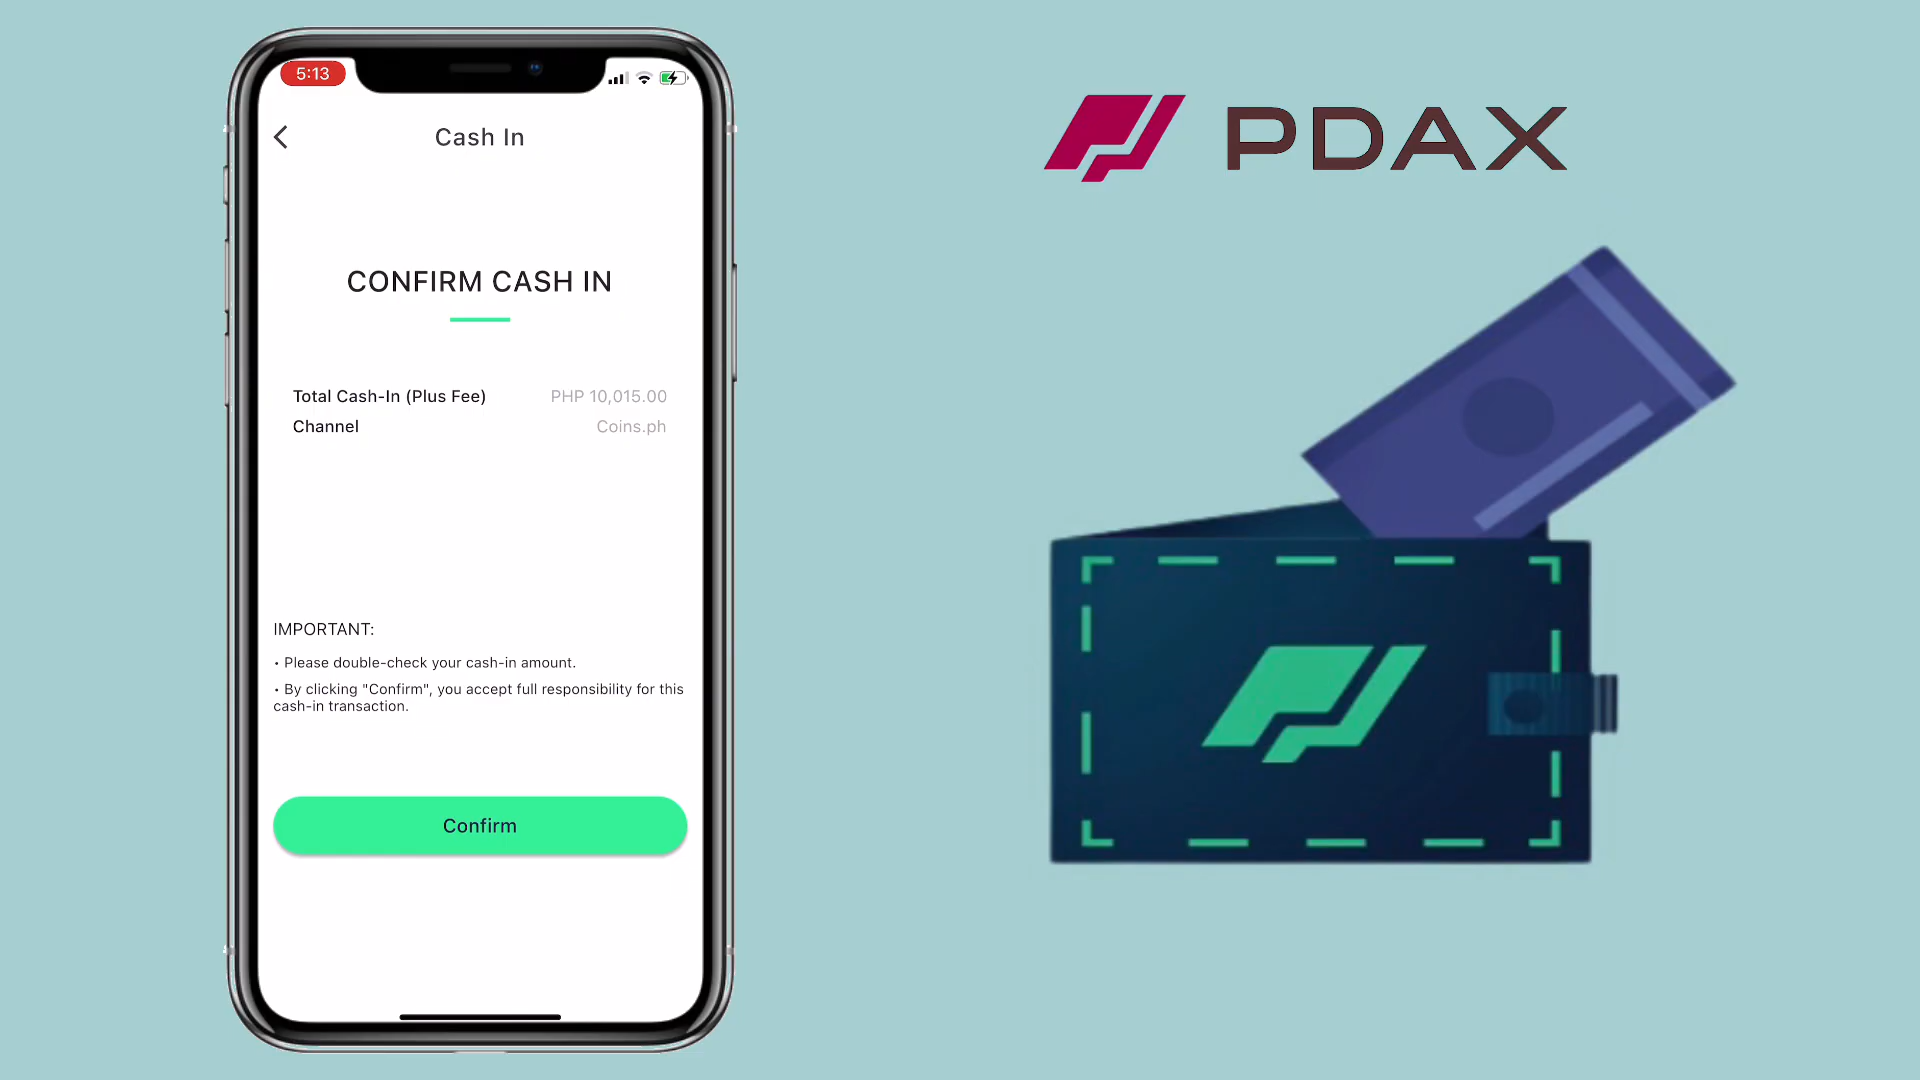 5:13
Cash In
CONFIRM CASH IN
Total Cash-In (Plus Fee) PHP 10,015.00
Channel Coins.ph
IMPORTANT:
• Please double-check your cash-in amount.
• By clicking "Confirm", you accept full responsibility for this
cash-in transaction.
Confirm
PDAX